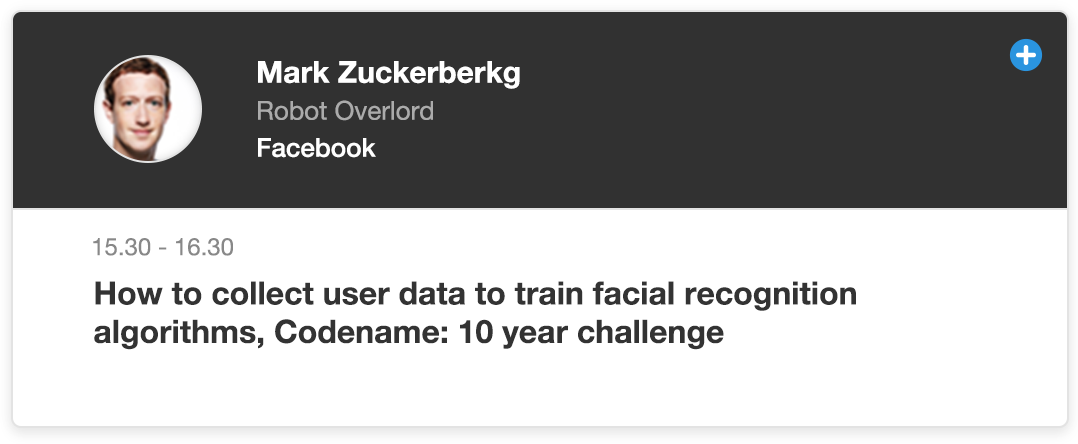 Mark Zuckerberkg
Robot Overlord
Facebook
15.30 - 16.30
How to collect user data to train facial recognition
algorithms, Codename: 10 year challenge